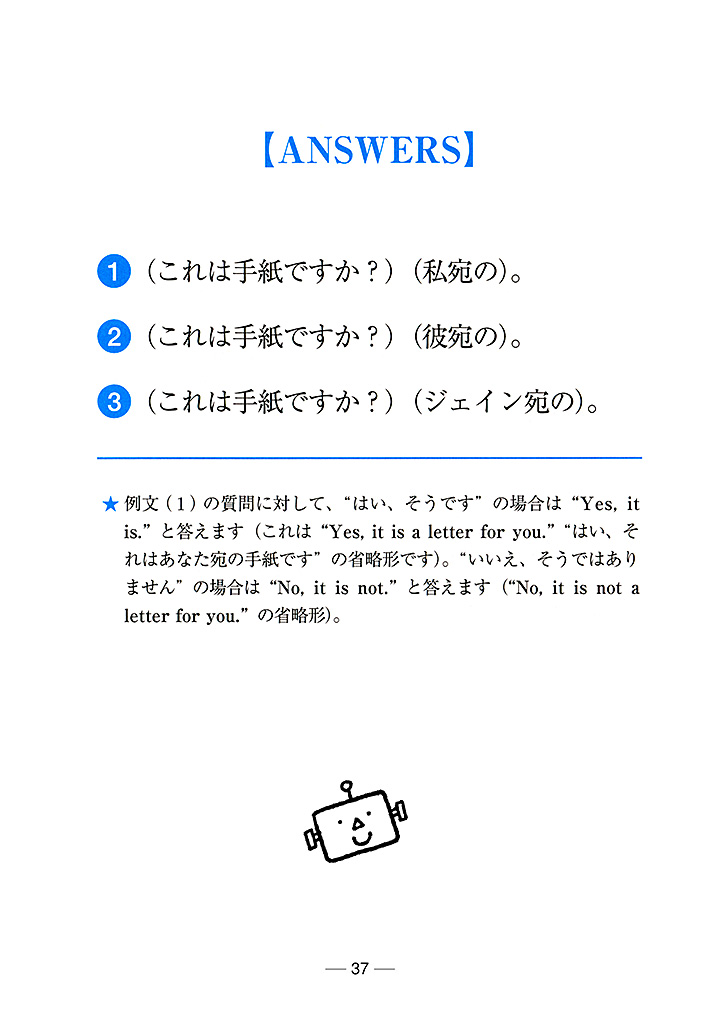 【ANSWERS】
1 (これは手紙ですか？)(私宛の)。
2 (これは手紙ですか？)(彼宛の)。
3 (これは手紙ですか？)(ジェイン宛の)。
★ 例文(1)の質問に対して、“はい、そうです” の場合は “Yes, it
is.” と答えます (これは “Yes, it is a letter for you.” “はい、そ
れはあなた宛の手紙です” の省略形です)。“いいえ、そうではあり
ません” の場合は “No, it is not.” と答えます (“No, it is not a
letter for you.” の省略形)。
— 37 —